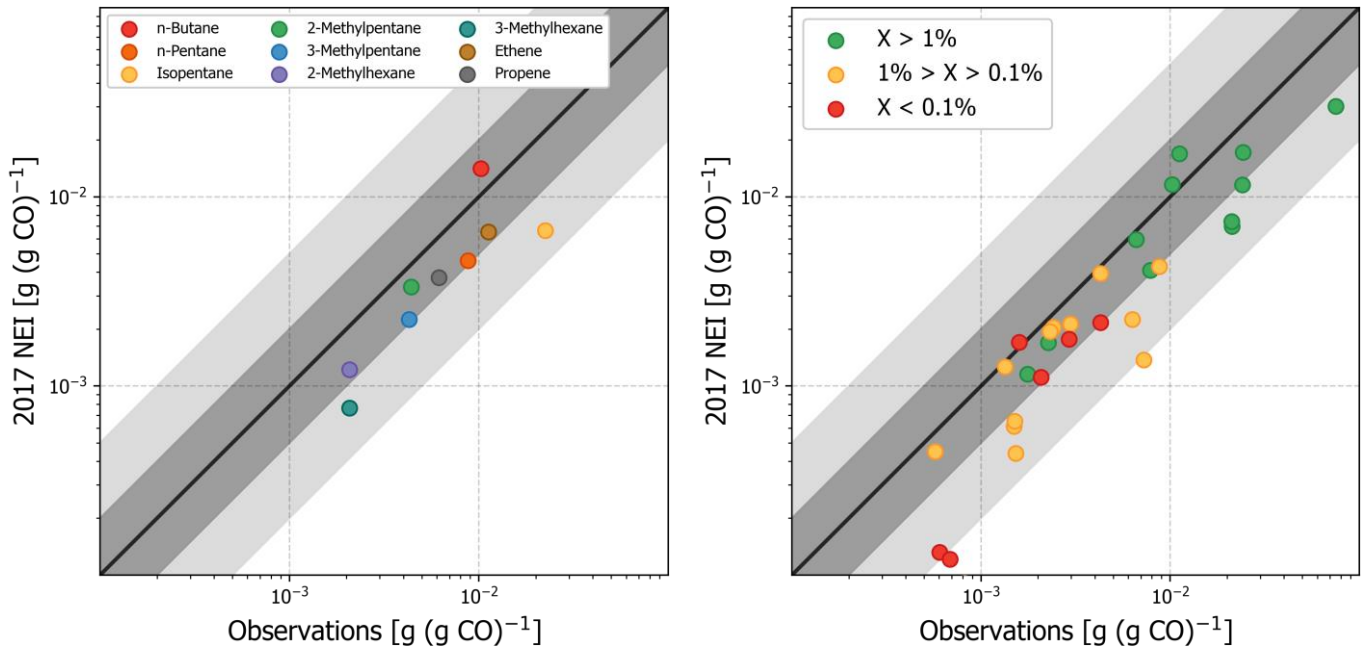 n-Butane 2-Methylpentane 3-Methylhexane
n-Pentane 3-Methylpentane Ethene
Isopentane 2-Methylhexane Propene
2017 NEI [g (g CO)⁻¹]
10⁻²
10⁻³
10⁻³ 10⁻²
Observations [g (g CO)⁻¹]
X > 1%
1% > X > 0.1%
X < 0.1%
2017 NEI [g (g CO)⁻¹]
10⁻²
10⁻³
10⁻³ 10⁻²
Observations [g (g CO)⁻¹]